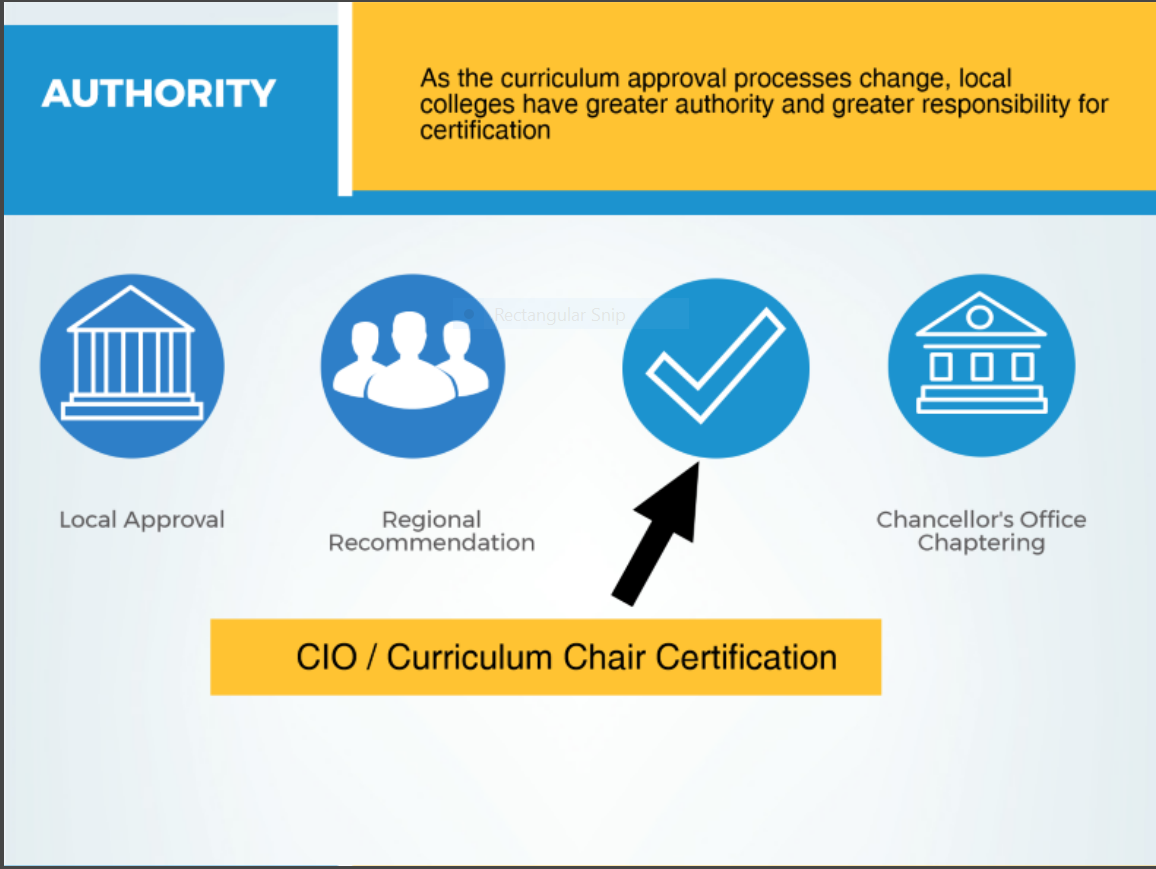 AUTHORITY
As the curriculum approval processes change, local
colleges have greater authority and greater responsibility for
certification
Rectangular Snip
Local Approval
Regional
Recommendation
Chancellor's Office
Chaptering
CIO / Curriculum Chair Certification